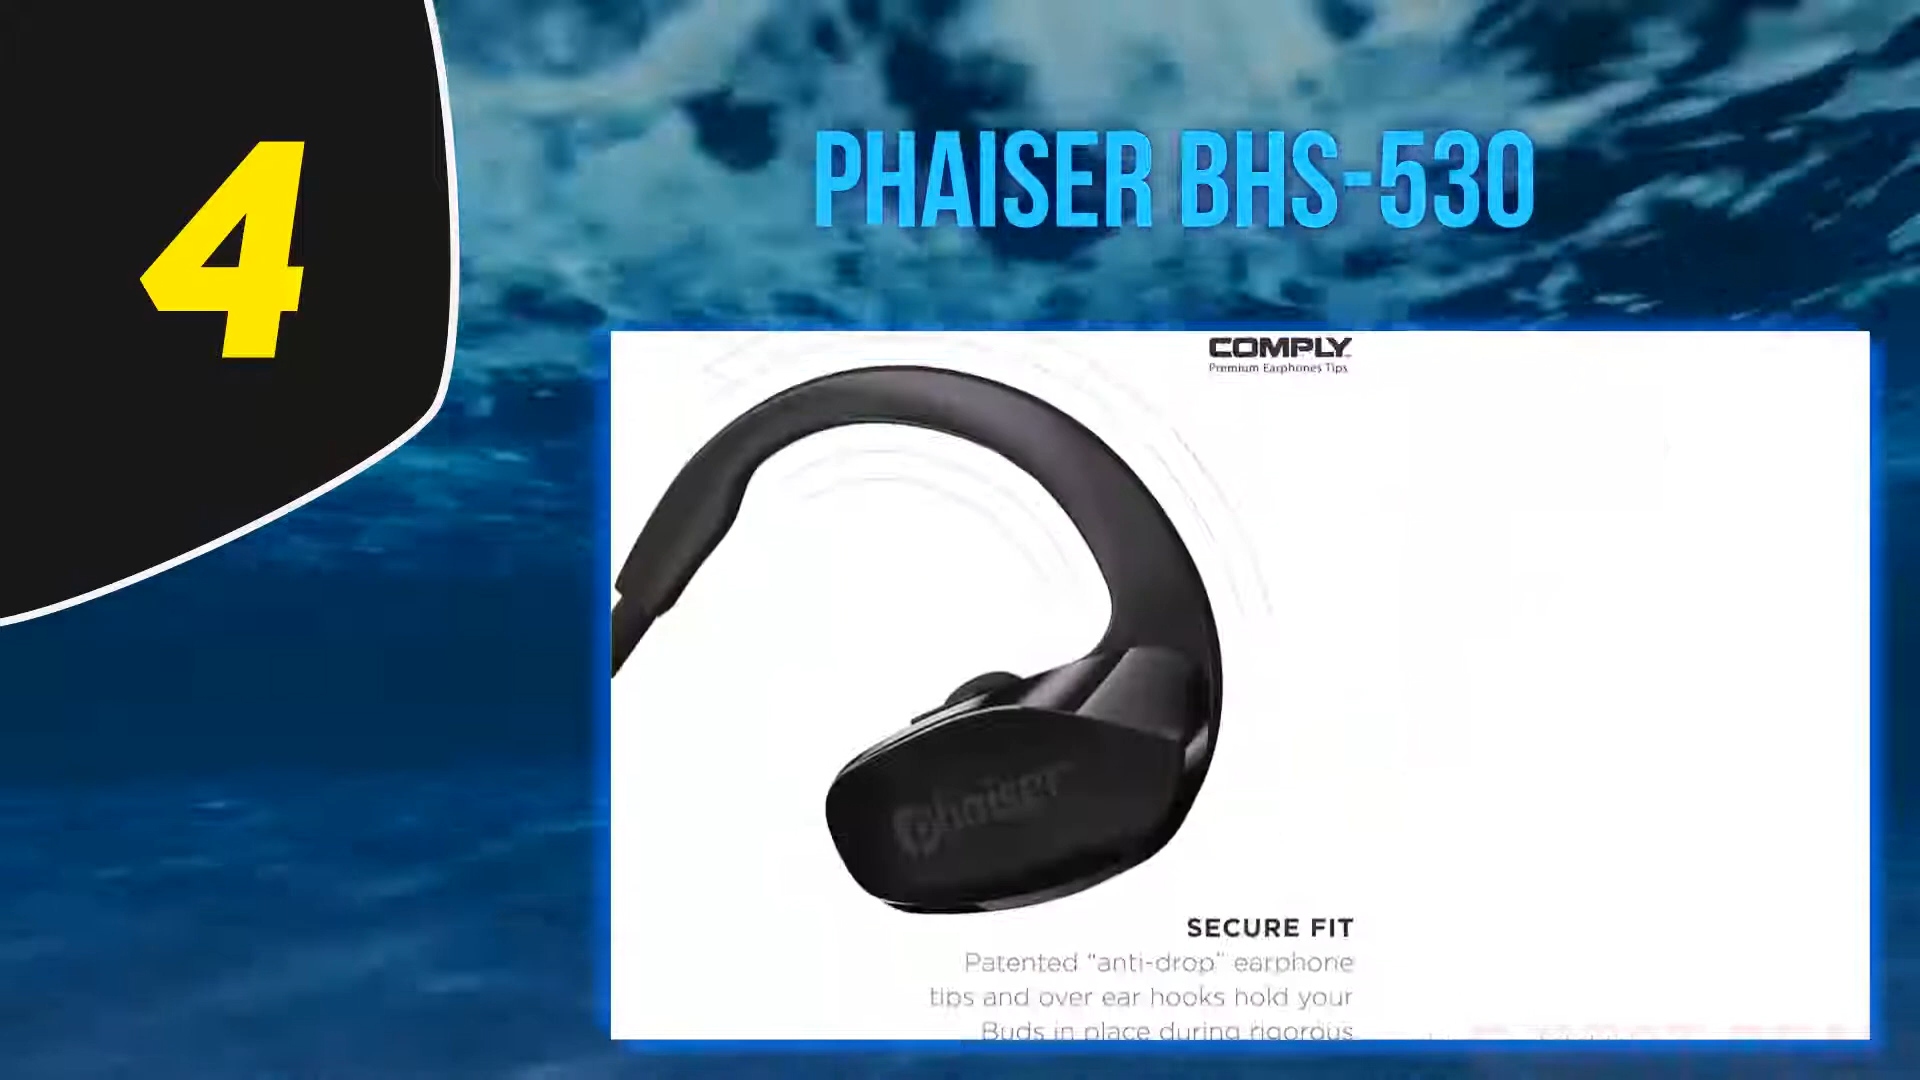 4
PHAISER BHS-530
COMPLY
Premium Earphones Tips
phaiser
SECURE FIT
Patented "anti-drop" earphone
tips and over ear hooks hold your
Buds in place during rigorous